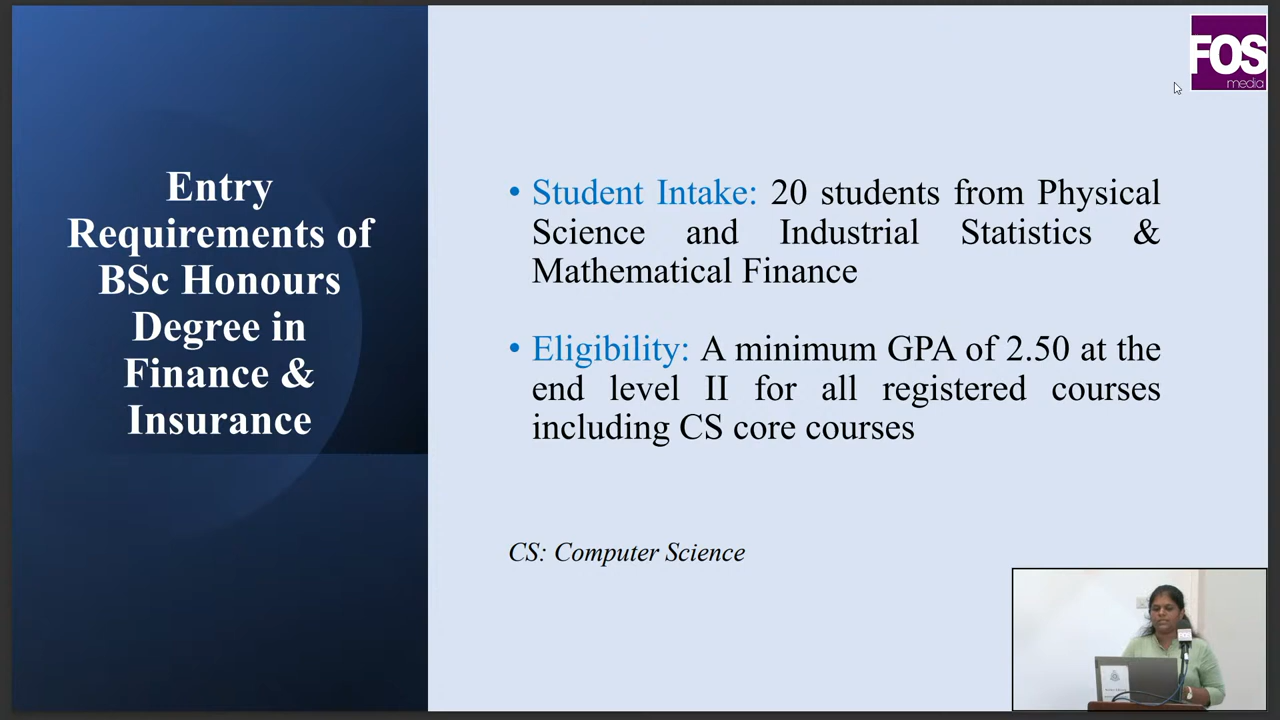 FOS
media
Entry
Requirements of
BSc Honours
Degree in
Finance &
Insurance
• Student Intake: 20 students from Physical
Science and Industrial Statistics &
Mathematical Finance
• Eligibility: A minimum GPA of 2.50 at the
end level II for all registered courses
including CS core courses
CS: Computer Science
FOS